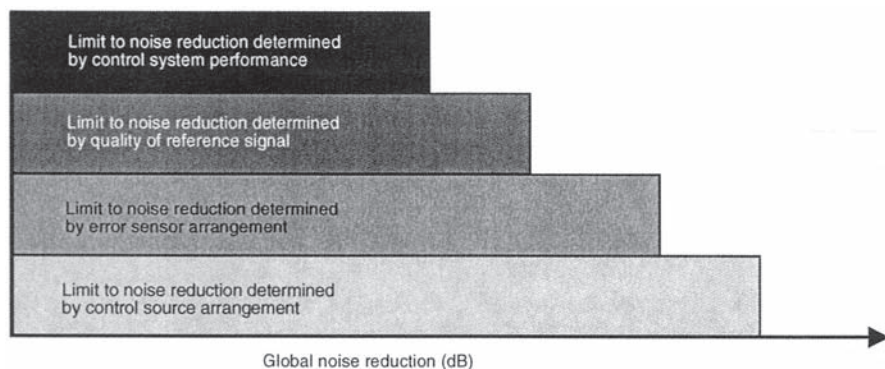 Limit to noise reduction determined
by control system performance
Limit to noise reduction determined
by quality of reference signal
Limit to noise reduction determined
by error sensor arrangement
Limit to noise reduction determined
by control source arrangement
Global noise reduction (dB)